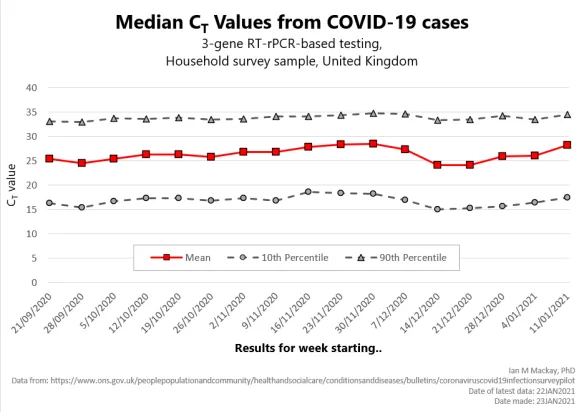 Median CT Values from COVID-19 cases
3-gene RT-rPCR-based testing,
Household survey sample, United Kingdom
40
35
30
25
20
15
10
5
0
CT value
Mean 10th Percentile 90th Percentile
21/09/2020 28/09/2020 5/10/2020 12/10/2020 19/10/2020 26/10/2020 2/11/2020 9/11/2020 16/11/2020 23/11/2020 30/11/2020 7/12/2020 14/12/2020 21/12/2020 28/12/2020 4/01/2021 11/01/2021
Results for week starting..
Ian M Mackay, PhD
Data from: https://www.ons.gov.uk/peoplepopulationandcommunity/healthandsocialcare/conditionsanddiseases/bulletins/coronaviruscovid19infectionsurveypilot
Date of latest data: 22JAN2021
Date made: 23JAN2021